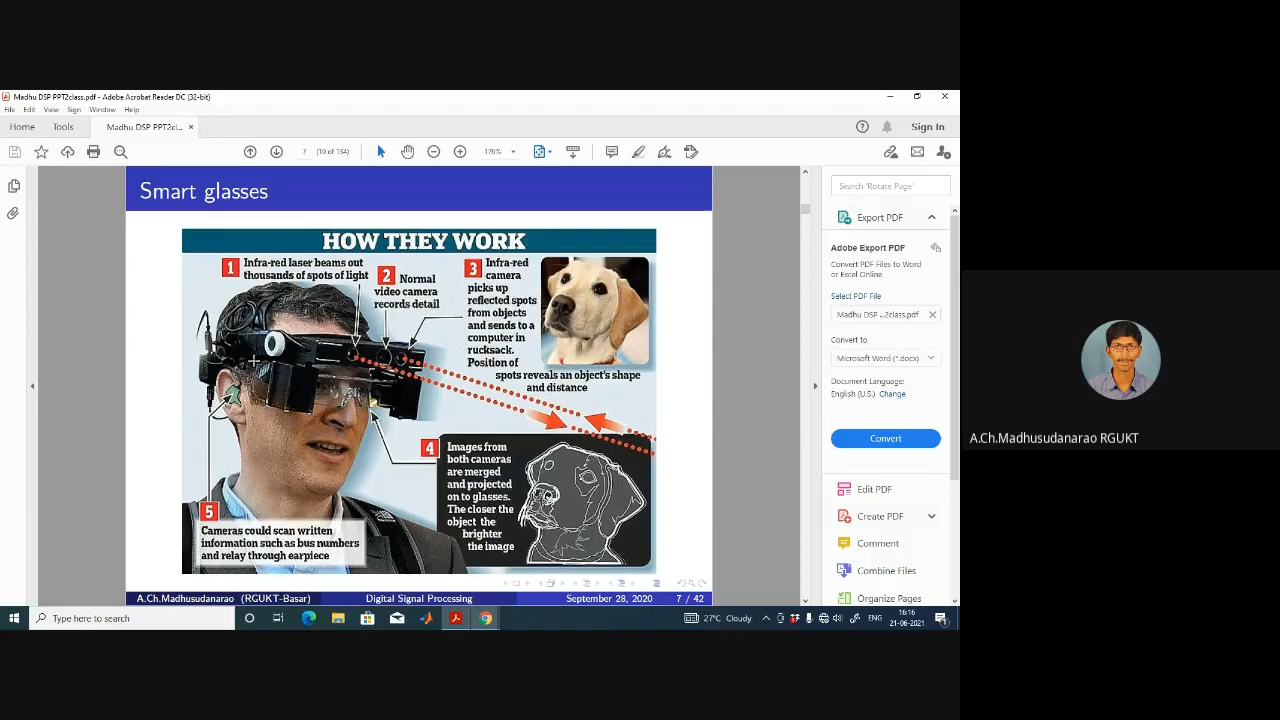 Madhu DSP PPT2class.pdf - Adobe Acrobat Reader DC (32-bit)
File Edit View Sign Window Help
Home Tools Madhu DSP PPT2cl... × Sign In
7 (10 of 134) 176%
Smart glasses
HOW THEY WORK
1 Infra-red laser beams out
thousands of spots of light
2 Normal
video camera
records detail
3 Infra-red
camera
picks up
reflected spots
from objects
and sends to a
computer in
rucksack.
Position of
spots reveals an object's shape
and distance
4 Images from
both cameras
are merged
and projected
on to glasses.
The closer the
object the
brighter
the image
5
Cameras could scan written
information such as bus numbers
and relay through earpiece
A.Ch.Madhusudanarao (RGUKT-Basar) Digital Signal Processing September 28, 2020 7 / 42
Search 'Rotate Page'
Export PDF
Adobe Export PDF
Convert PDF Files to Word
or Excel Online
Select PDF File
Madhu DSP ...2class.pdf
Convert to
Microsoft Word (*.docx)
Document Language:
English (U.S.) Change
Convert
Edit PDF
Create PDF
Comment
Combine Files
Organize Pages
A.Ch.Madhusudanarao RGUKT
Type here to search
27°C Cloudy ENG 16:16
21-06-2021